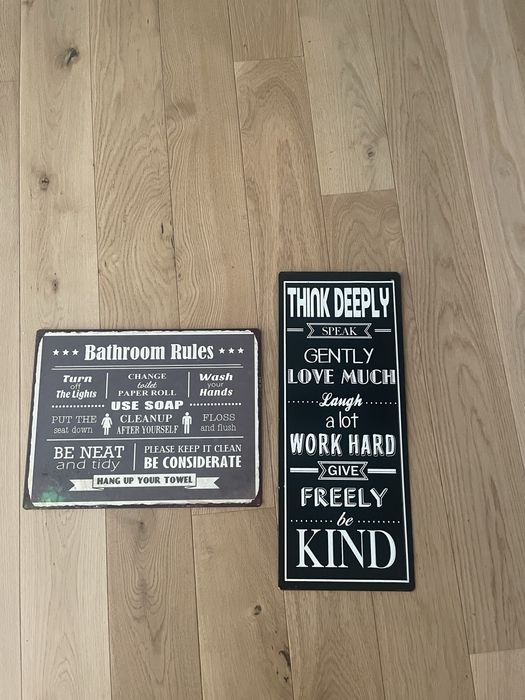 Bathroom Rules
Turn
off
The Lights
CHANGE
toilet
PAPER ROLL
Wash
your
Hands
USE SOAP
PUT THE
seat down
CLEANUP
AFTER YOURSELF
FLOSS
and flush
BE NEAT
and tidy
PLEASE KEEP IT CLEAN
BE CONSIDERATE
HANG UP YOUR TOWEL
THINK DEEPLY
SPEAK
GENTLY
LOVE MUCH
Laugh
a lot
WORK HARD
GIVE
FREELY
be
KIND